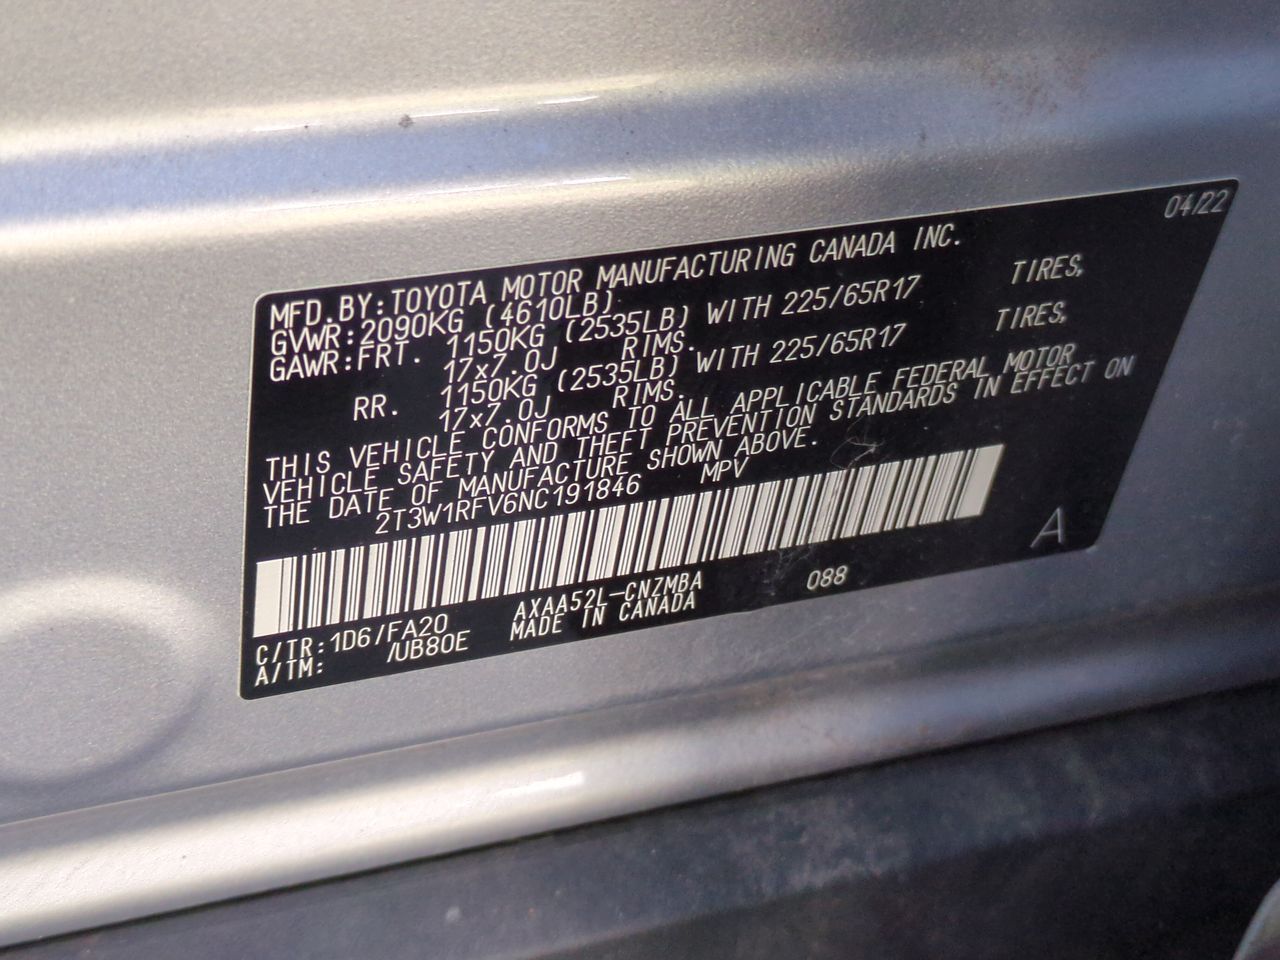 04/22
MFD.BY:TOYOTA MOTOR MANUFACTURING CANADA INC.
GVWR:2090KG (4610LB)
GAWR:FRT. 1150KG (2535LB) WITH 225/65R17 TIRES,
17x7.0J RIMS.
RR. 1150KG (2535LB) WITH 225/65R17 TIRES,
17x7.0J RIMS.
THIS VEHICLE CONFORMS TO ALL APPLICABLE FEDERAL MOTOR
VEHICLE SAFETY AND THEFT PREVENTION STANDARDS IN EFFECT ON
THE DATE OF MANUFACTURE SHOWN ABOVE.
2T3W1RFV6NC191846 MPV
A
C/TR:1D6/FA20 AXAA52L-CNZMBA 088
A/TM: /UB80E MADE IN CANADA